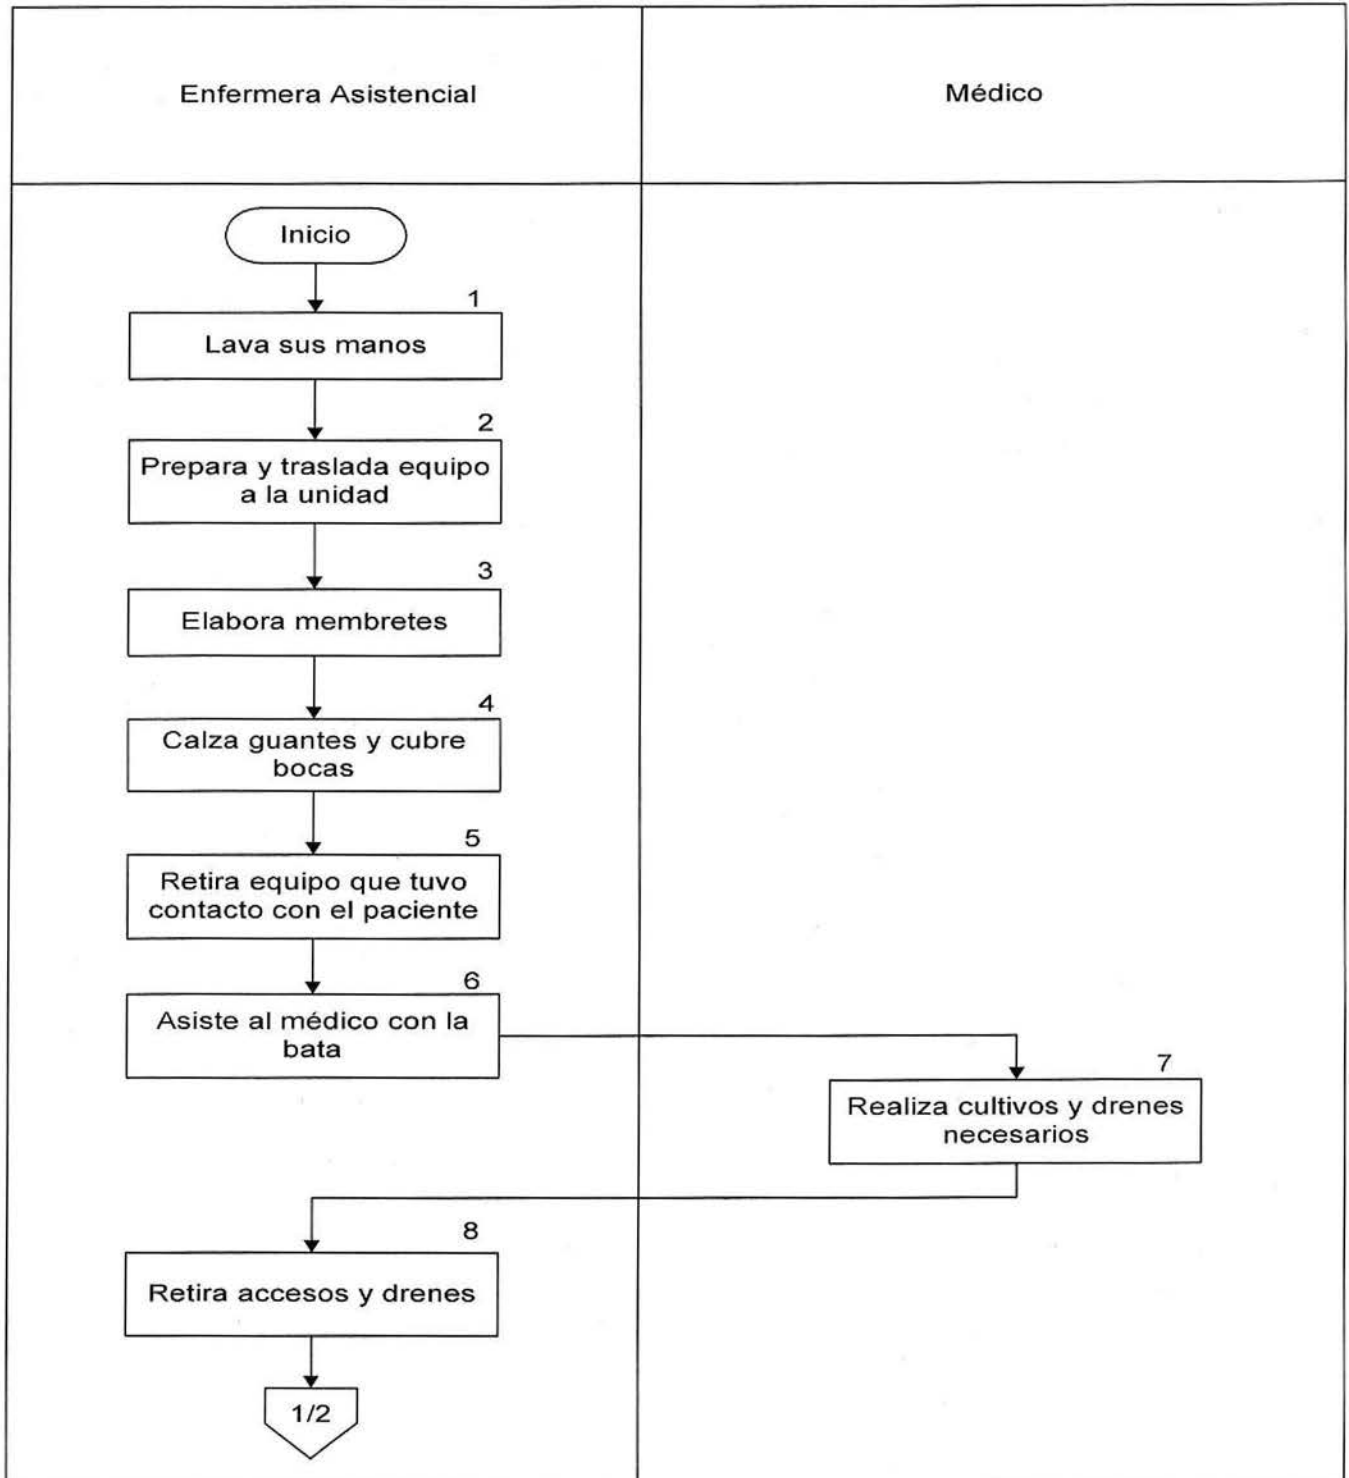 Enfermera Asistencial
Médico
Inicio
1
Lava sus manos
2
Prepara y traslada equipo
a la unidad
3
Elabora membretes
4
Calza guantes y cubre
bocas
5
Retira equipo que tuvo
contacto con el paciente
6
Asiste al médico con la
bata
7
Realiza cultivos y drenes
necesarios
8
Retira accesos y drenes
1/2